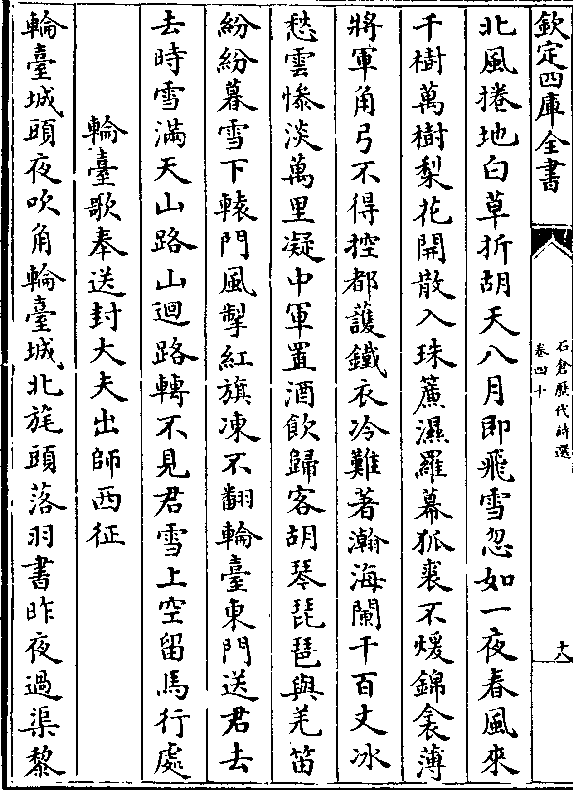 欽定四庫全書
石倉歷代詩選
卷四十
十八
北風捲地白草折胡天八月即飛雪忽如一夜春風來
千樹萬樹梨花開散入珠簾濕羅幕狐裘不煖錦衾薄
將軍角弓不得控都護鐵衣冷難著瀚海闌干百丈冰
愁雲慘淡萬里凝中軍置酒飲歸客胡琴琵琶與羌笛
紛紛暮雪下轅門風掣紅旗凍不翻輪臺東門送君去
去時雪滿天山路山迴路轉不見君雪上空留馬行處
輪臺歌奉送封大夫出師西征
輪臺城頭夜吹角輪臺城北旄頭落羽書昨夜過渠黎